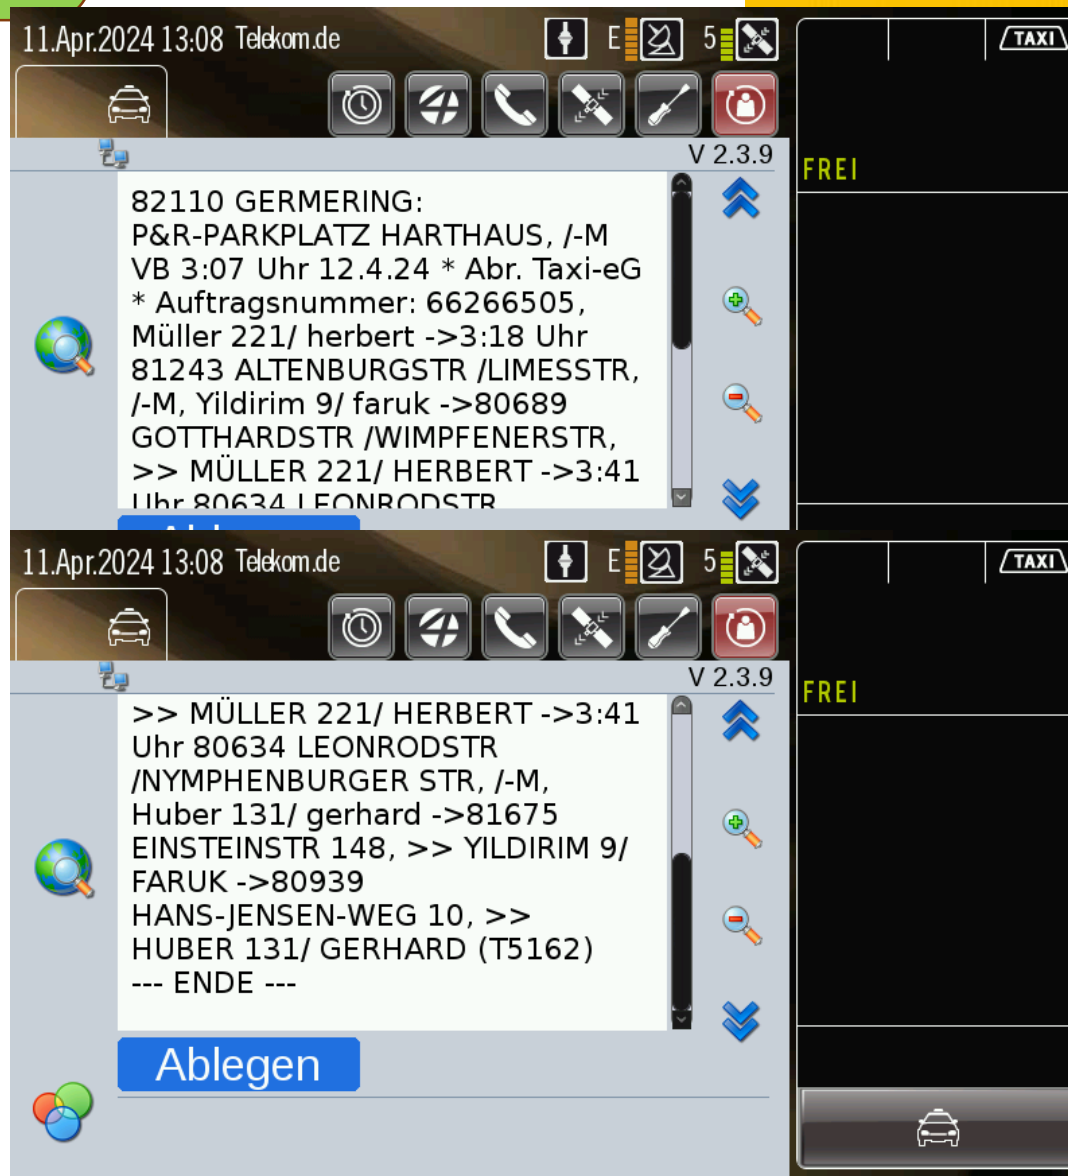 11.Apr.2024 13:08 Telekom.de
E
5
TAXI
V 2.3.9
FREI
82110 GERMERING:
P&R-PARKPLATZ HARTHAUS, /-M
VB 3:07 Uhr 12.4.24 * Abr. Taxi-eG
* Auftragsnummer: 66266505,
Müller 221/ herbert ->3:18 Uhr
81243 ALTENBURGSTR /LIMESSTR,
/-M, Yildirim 9/ faruk ->80689
GOTTHARDSTR /WIMPFENERSTR,
>> MÜLLER 221/ HERBERT ->3:41
Uhr 80634 LEONRODSTR
11.Apr.2024 13:08 Telekom.de
E
5
TAXI
V 2.3.9
FREI
>> MÜLLER 221/ HERBERT ->3:41
Uhr 80634 LEONRODSTR
/NYMPHENBURGER STR, /-M,
Huber 131/ gerhard ->81675
EINSTEINSTR 148, >> YILDIRIM 9/
FARUK ->80939
HANS-JENSEN-WEG 10, >>
HUBER 131/ GERHARD (T5162)
--- ENDE ---
Ablegen